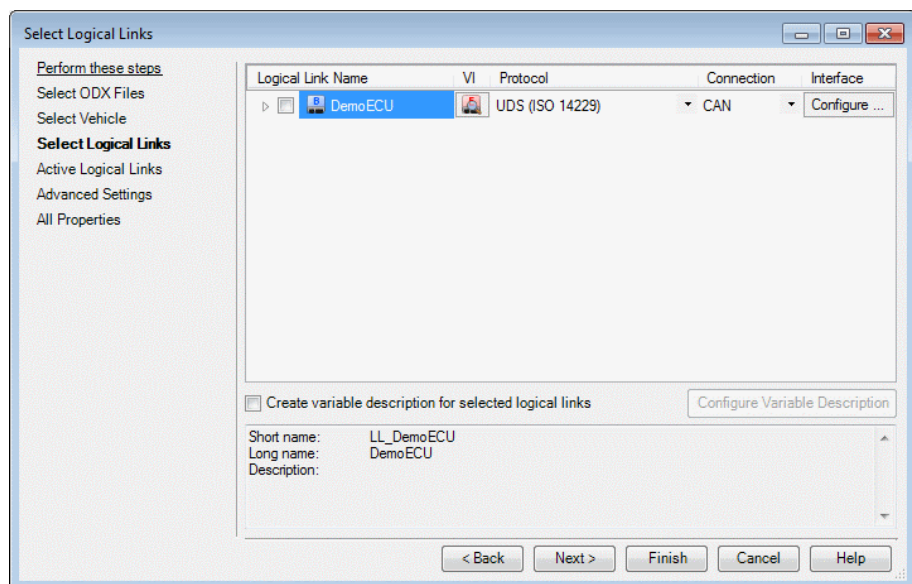 Select Logical Links
Perform these steps
Select ODX Files
Select Vehicle
Select Logical Links
Active Logical Links
Advanced Settings
All Properties
Logical Link Name VI Protocol Connection Interface
DemoECU UDS (ISO 14229) CAN Configure ...
Create variable description for selected logical links Configure Variable Description
Short name: LL_DemoECU
Long name: DemoECU
Description:
< Back Next > Finish Cancel Help